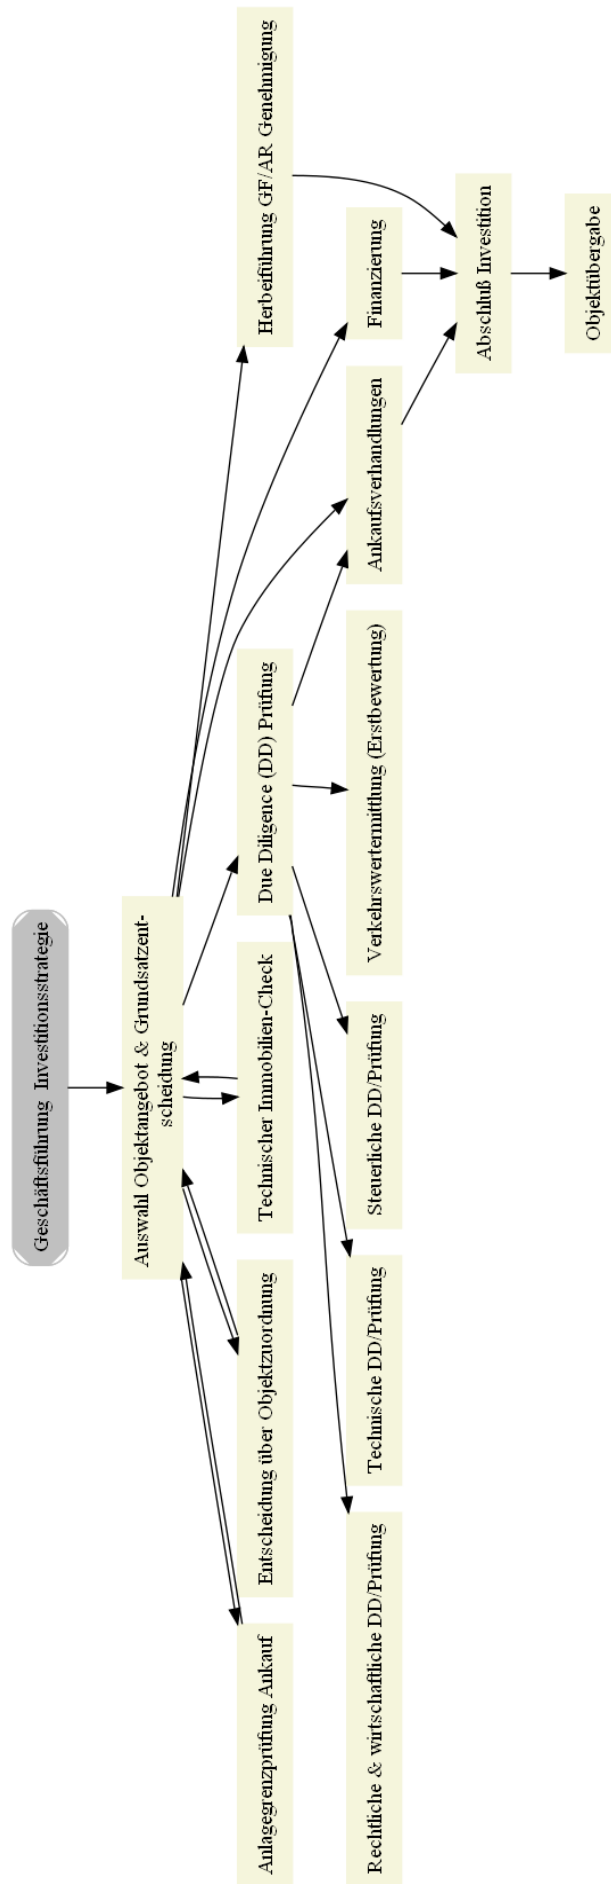 Geschäftsführung Investitionsstrategie
Auswahl Objektangebot & Grundsatzent-
scheidung
Anlagegrenzprüfung Ankauf
Entscheidung über Objektzuordnung
Technischer Immobilien-Check
Due Diligence (DD) Prüfung
Herbeiführung GF/AR Genehmigung
Rechtliche & wirtschaftliche DD/Prüfung
Technische DD/Prüfung
Steuerliche DD/Prüfung
Verkehrswertermittlung (Erstbewertung)
Ankaufsverhandlungen
Finanzierung
Abschluß Investition
Objektübergabe